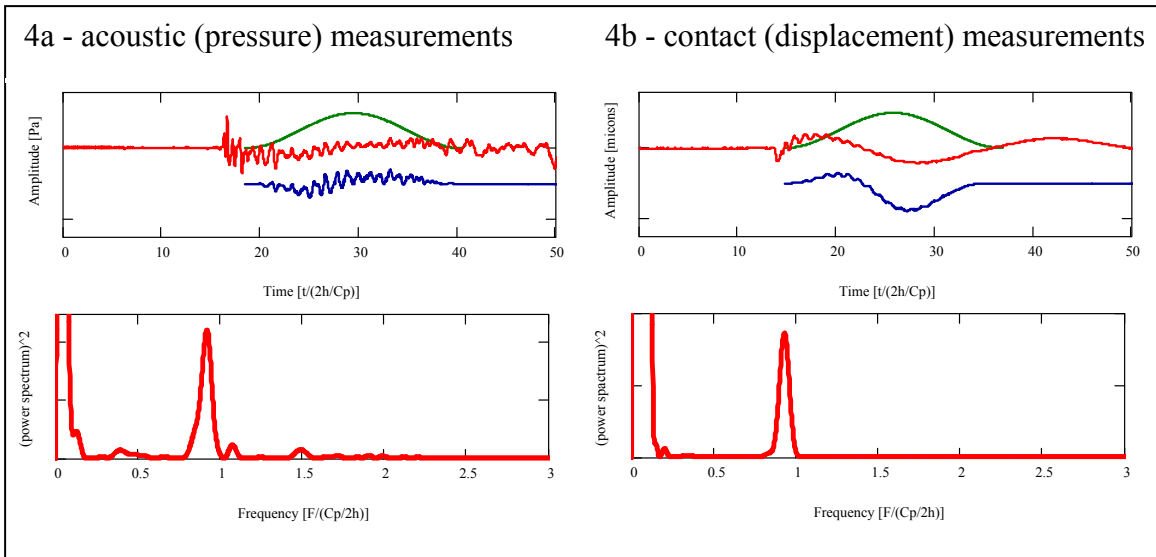 4a - acoustic (pressure) measurements
Amplitude [Pa]
0 10 20 30 40 50
Time [t/(2h/Cp)]
(power spectrum)^2
0 0.5 1 1.5 2 2.5 3
Frequency [F/(Cp/2h)]
4b - contact (displacement) measurements
Amplitude [micons]
0 10 20 30 40 50
Time [t/(2h/Cp)]
(power spactrum)^2
0 0.5 1 1.5 2 2.5 3
Frequency [F/(Cp/2h)]